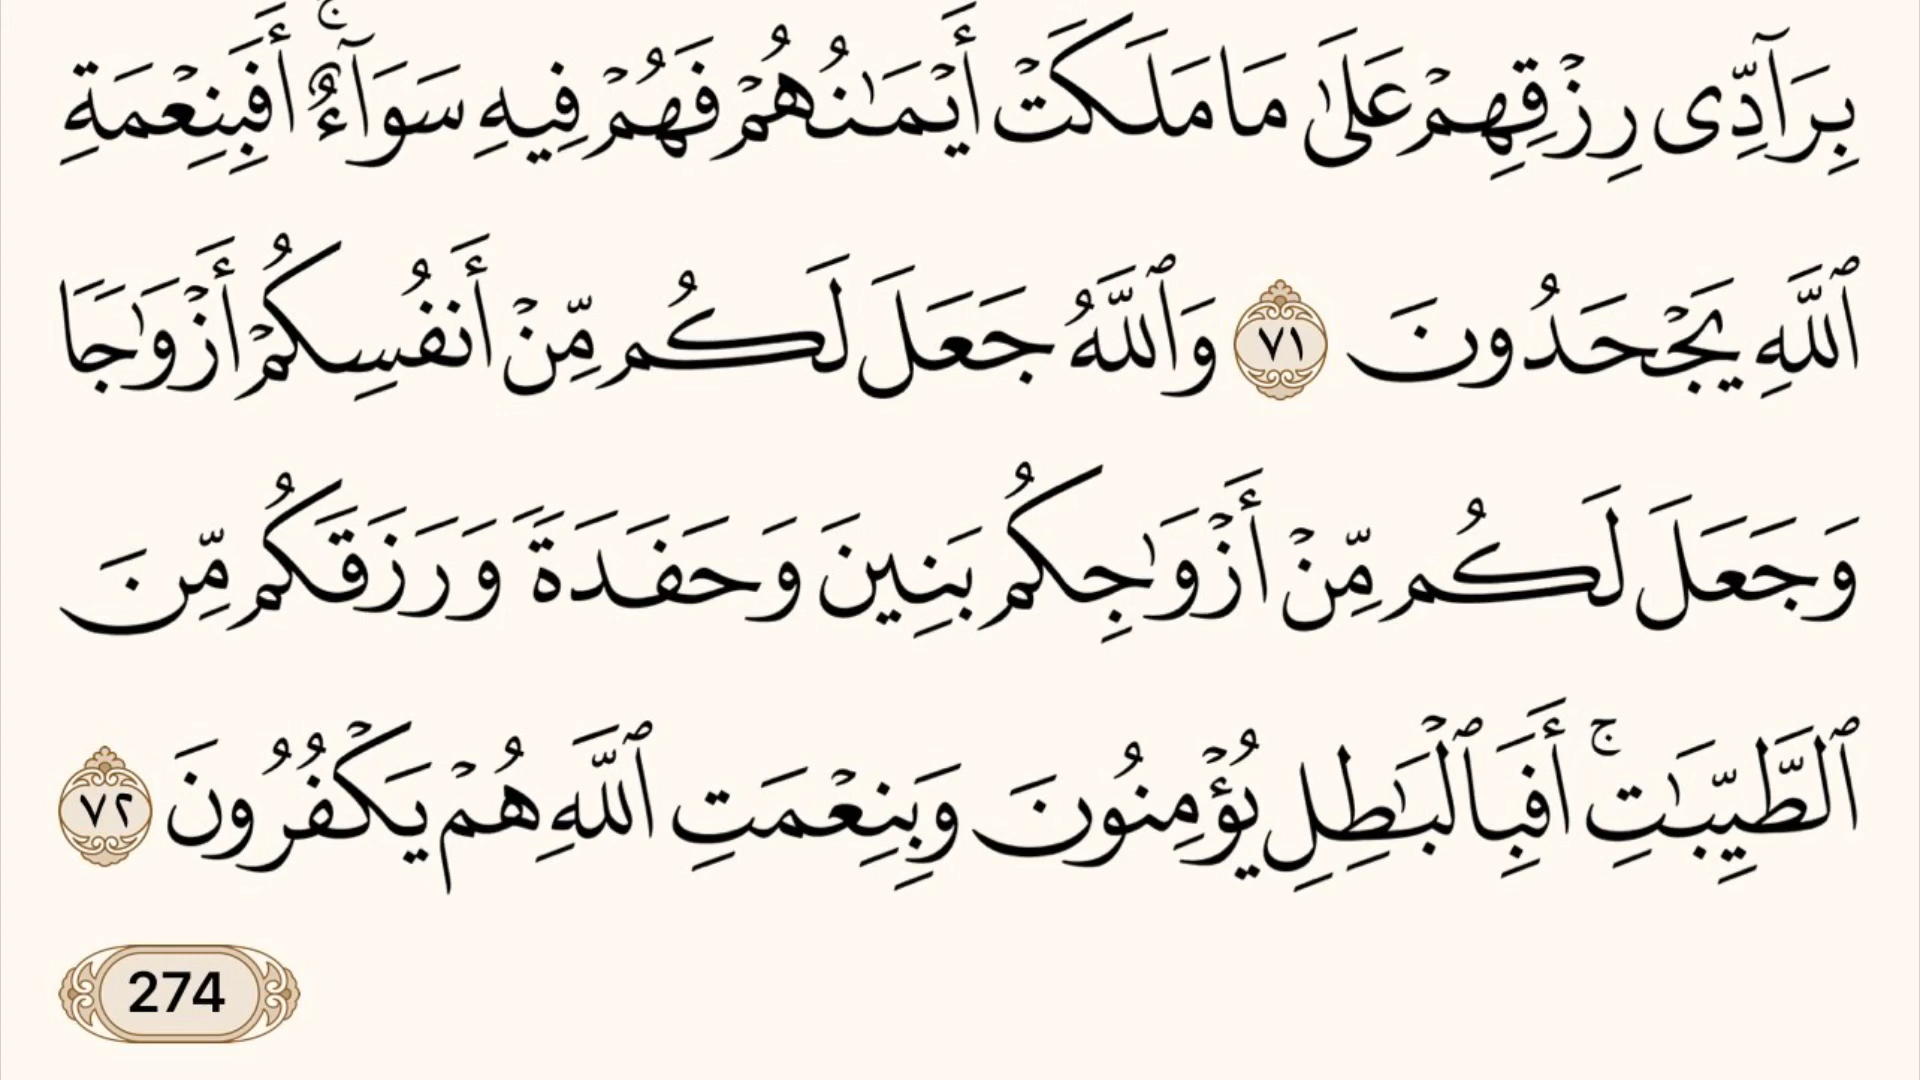 بِرَآدِّى رِزْقِهِمْ عَلَىٰ مَا مَلَكَتْ أَيْمَـٰنُهُمْ فَهُمْ فِيهِ سَوَآءٌ ۚ أَفَبِنِعْمَةِ
ٱللَّهِ يَجْحَدُونَ ٧١ وَٱللَّهُ جَعَلَ لَكُم مِّنْ أَنفُسِكُمْ أَزْوَٰجًا
وَجَعَلَ لَكُم مِّنْ أَزْوَٰجِكُم بَنِينَ وَحَفَدَةً وَرَزَقَكُم مِّنَ
ٱلطَّيِّبَـٰتِ ۚ أَفَبِٱلْبَـٰطِلِ يُؤْمِنُونَ وَبِنِعْمَتِ ٱللَّهِ هُمْ يَكْفُرُونَ ٧٢
274